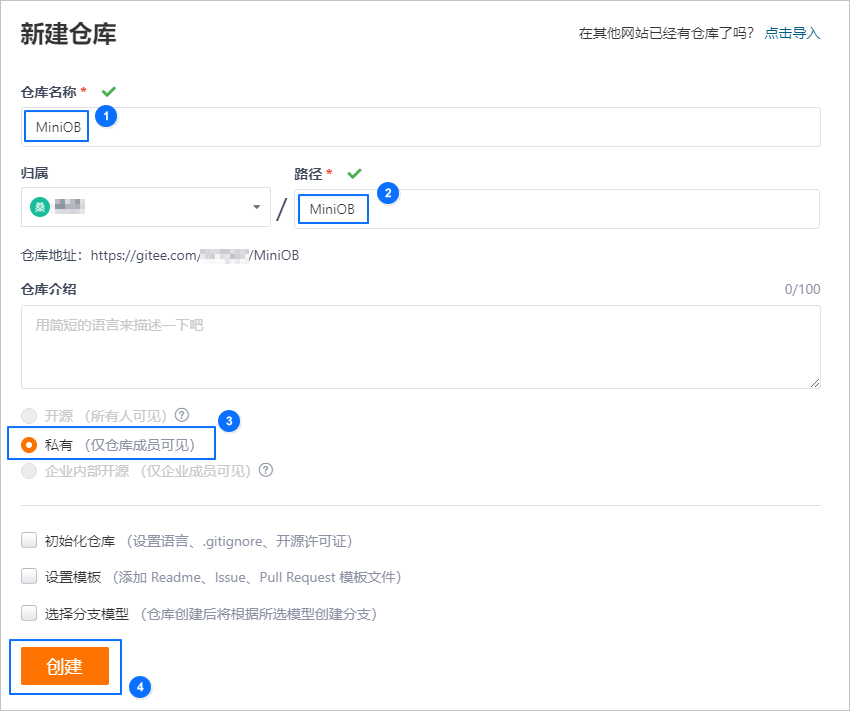 新建仓库
在其他网站已经有仓库了吗? 点击导入
仓库名称 *
MiniOB
1
归属
路径 *
桑
/
MiniOB
2
仓库地址：https://gitee.com/ /MiniOB
仓库介绍
0/100
用简短的语言来描述一下吧
开源 （所有人可见）?
3
私有 （仅仓库成员可见）
企业内部开源 （仅企业成员可见）?
初始化仓库 （设置语言、.gitignore、开源许可证）
设置模板 （添加 Readme、Issue、Pull Request 模板文件）
选择分支模型 （仓库创建后将根据所选模型创建分支）
创建
4